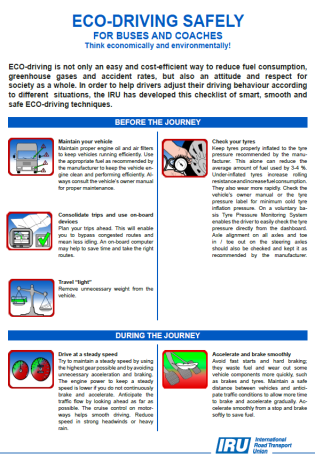 ECO-DRIVING SAFELY
FOR BUSES AND COACHES
Think economically and environmentally!
ECO-driving is not only an easy and cost-efficient way to reduce fuel consumption,
greenhouse gases and accident rates, but also an attitude and respect for
society as a whole. In order to help drivers adjust their driving behaviour according
to different situations, the IRU has developed this checklist of smart, smooth and
safe ECO-driving techniques.
BEFORE THE JOURNEY
Maintain your vehicle
Maintain proper engine oil and air filters
to keep vehicles running efficiently. Use
the appropriate fuel as recommended by
the manufacturer to keep the vehicle en-
gine clean and performing efficiently. Al-
ways consult the vehicle's owner manual
for proper maintenance.
Consolidate trips and use on-board
devices
Plan your trips ahead. This will enable
you to bypass congested routes and
mean less idling. An on-board computer
may help to save time and take the right
routes.
Travel "light"
Remove unnecessary weight from the
vehicle.
Check your tyres
Keep tyres properly inflated to the tyre
pressure recommended by the manu-
facturer: This alone can reduce the
average amount of fuel used by 3-4 %.
Under-inflated tyres increase rolling
resistance and increase fuel consumption.
They also wear more rapidly. Check the
vehicle's owner manual or the tyre
pressure label for minimum cold tyre
inflation pressure. On a voluntary ba-
sis Tyre Pressure Monitoring System
enables the driver to easily check the tyre
pressure directly from the dashboard.
Axle alignment on all axles and toe
in / toe out on the steering axles
should also be checked and kept it as
recommended by the manufacturer.
DURING THE JOURNEY
Drive at a steady speed
Try to maintain a steady speed by using
the highest gear possible and by avoiding
unnecessary acceleration and braking.
The engine power to keep a steady
speed is lower if you do not continuously
brake and accelerate. Anticipate the
traffic flow by looking ahead as far as
possible. The cruise control on motor-
ways helps smooth driving. Reduce
speed in strong headwinds or heavy
rain.
Accelerate and brake smoothly
Avoid fast starts and hard braking;
they waste fuel and wear out some
vehicle components more quickly, such
as brakes and tyres. Maintain a safe
distance between vehicles and antici-
pate traffic conditions to allow more time
to brake and accelerate gradually. Ac-
celerate smoothly from a stop and brake
softly to save fuel.
IRU
International
Road Transport
Union